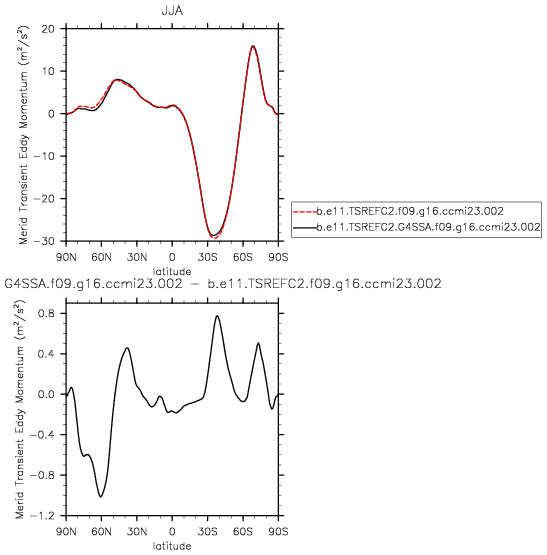 JJA
Merid Transient Eddy Momentum (m²/s²)
20
10
0
−10
−20
−30
90N 60N 30N 0 30S 60S 90S
latitude
b.e11.TSREFC2.f09.g16.ccmi23.002
b.e11.TSREFC2.G4SSA.f09.g16.ccmi23.002
G4SSA.f09.g16.ccmi23.002 − b.e11.TSREFC2.f09.g16.ccmi23.002
Merid Transient Eddy Momentum (m²/s²)
0.8
0.4
0.0
−0.4
−0.8
−1.2
90N 60N 30N 0 30S 60S 90S
latitude